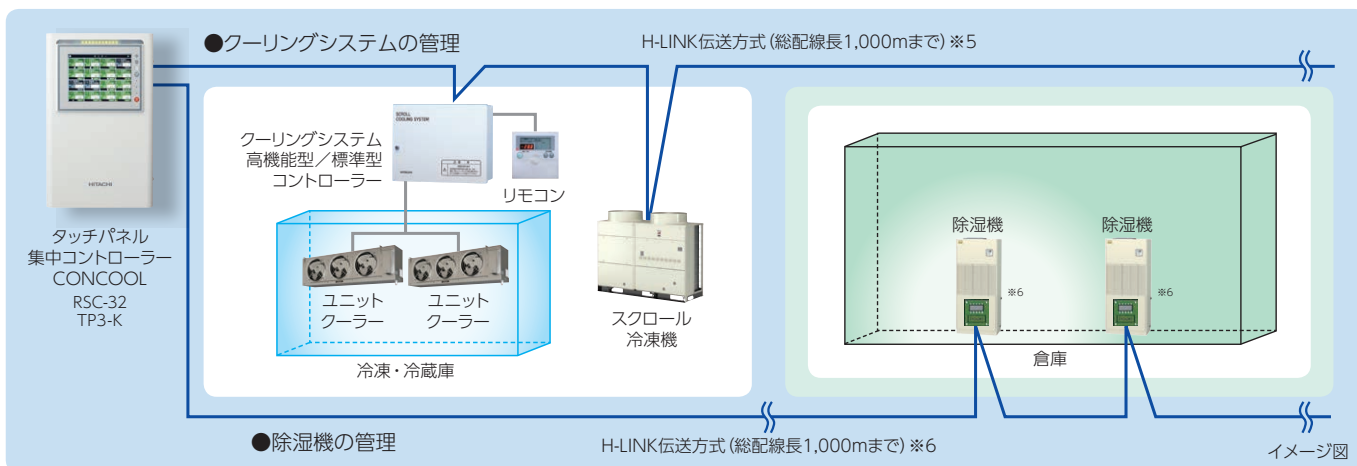 ●クーリングシステムの管理
H-LINK伝送方式(総配線長1,000mまで)※5
SCROLL
COOLING SYSTEM
HITACHI
クーリングシステム
高機能型／標準型
コントローラー
リモコン
タッチパネル
集中コントローラー
CONCOOL
RSC-32
TP3-K
ユニット
クーラー
ユニット
クーラー
冷凍・冷蔵庫
スクロール
冷凍機
除湿機
※6
除湿機
※6
倉庫
●除湿機の管理
H-LINK伝送方式(総配線長1,000mまで)※6
イメージ図